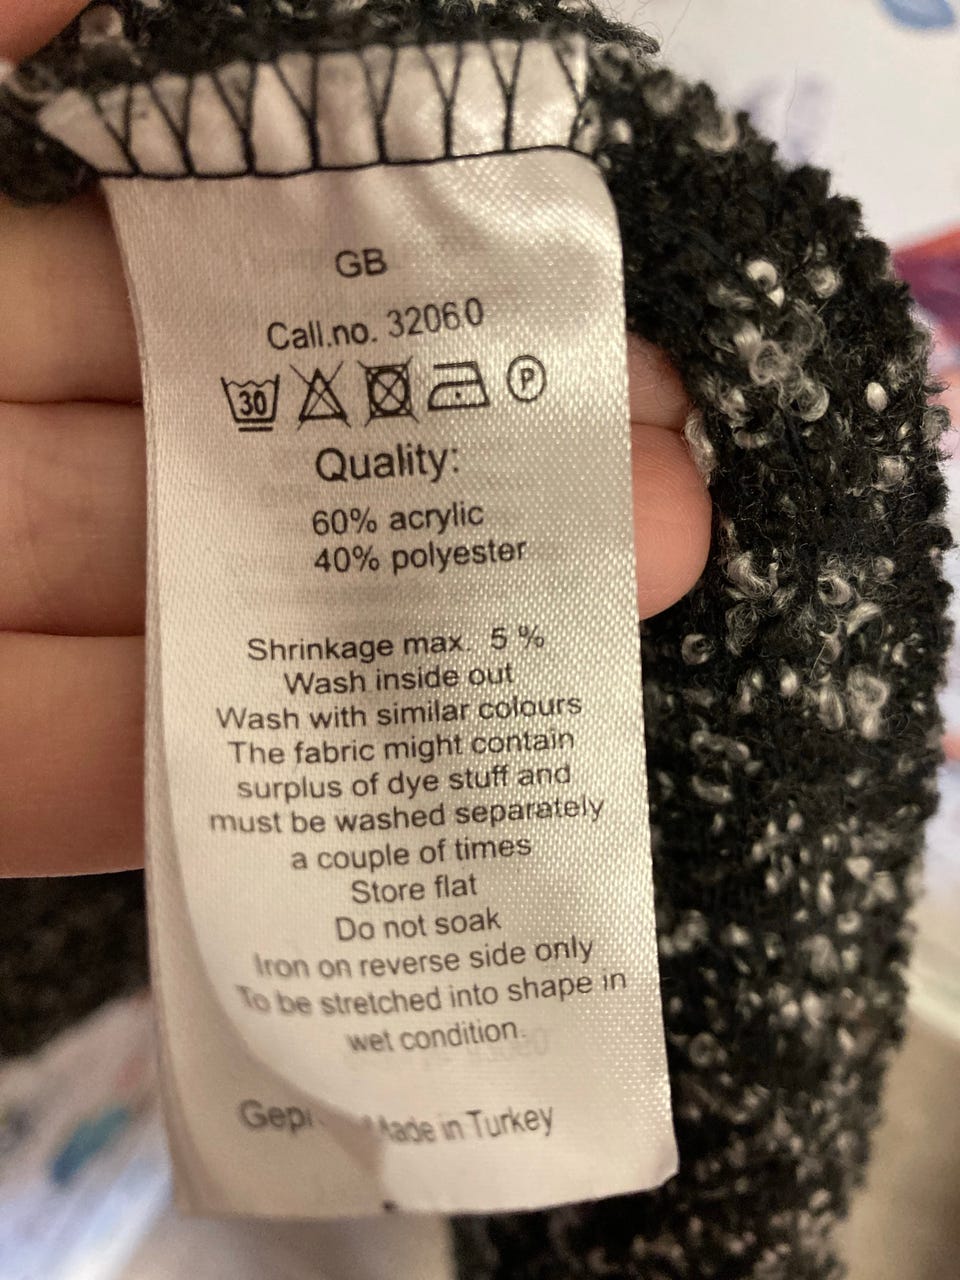 GB
Call.no. 32060
30 P
Quality:
60% acrylic
40% polyester
Shrinkage max. 5 %
Wash inside out
Wash with similar colours
The fabric might contain
surplus of dye stuff and
must be washed separately
a couple of times
Store flat
Do not soak
Iron on reverse side only
To be stretched into shape in
wet condition.
Made in Turkey